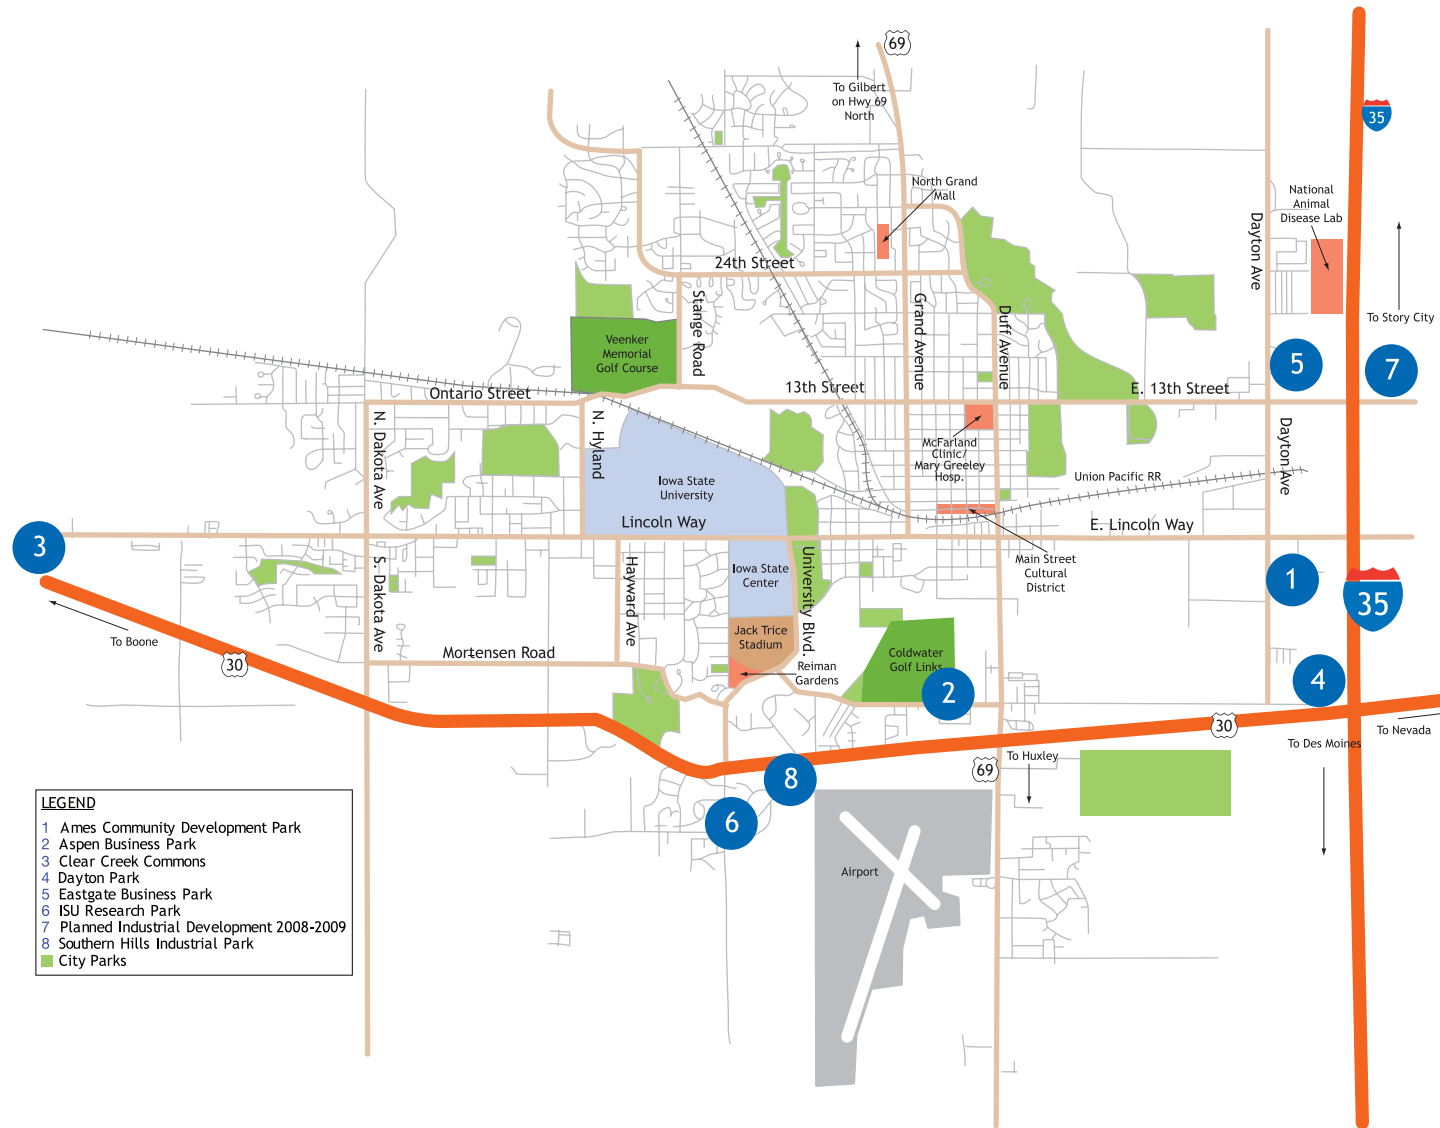 69
To Gilbert
on Hwy 69
North
35
North Grand
Mall
National
Animal
Disease Lab
Dayton Ave
24th Street
Stange Road
Grand Avenue
Duff Avenue
To Story City
Veenker
Memorial
Golf Course
5
7
Ontario Street
13th Street
E. 13th Street
N. Dakota Ave
N. Hyland
McFarland
Clinic/
Mary Greeley
Hosp.
Dayton Ave
Iowa State
University
Union Pacific RR
Lincoln Way
E. Lincoln Way
3
S. Dakota Ave
Hayward Ave
Iowa State
Center
University Blvd.
Main Street
Cultural
District
1
35
To Boone
30
Mortensen Road
Jack Trice
Stadium
Reiman
Gardens
Coldwater
Golf Links
2
4
30
To Nevada
To Des Moines
69
To Huxley
8
6
Airport
LEGEND
1 Ames Community Development Park
2 Aspen Business Park
3 Clear Creek Commons
4 Dayton Park
5 Eastgate Business Park
6 ISU Research Park
7 Planned Industrial Development 2008-2009
8 Southern Hills Industrial Park
City Parks